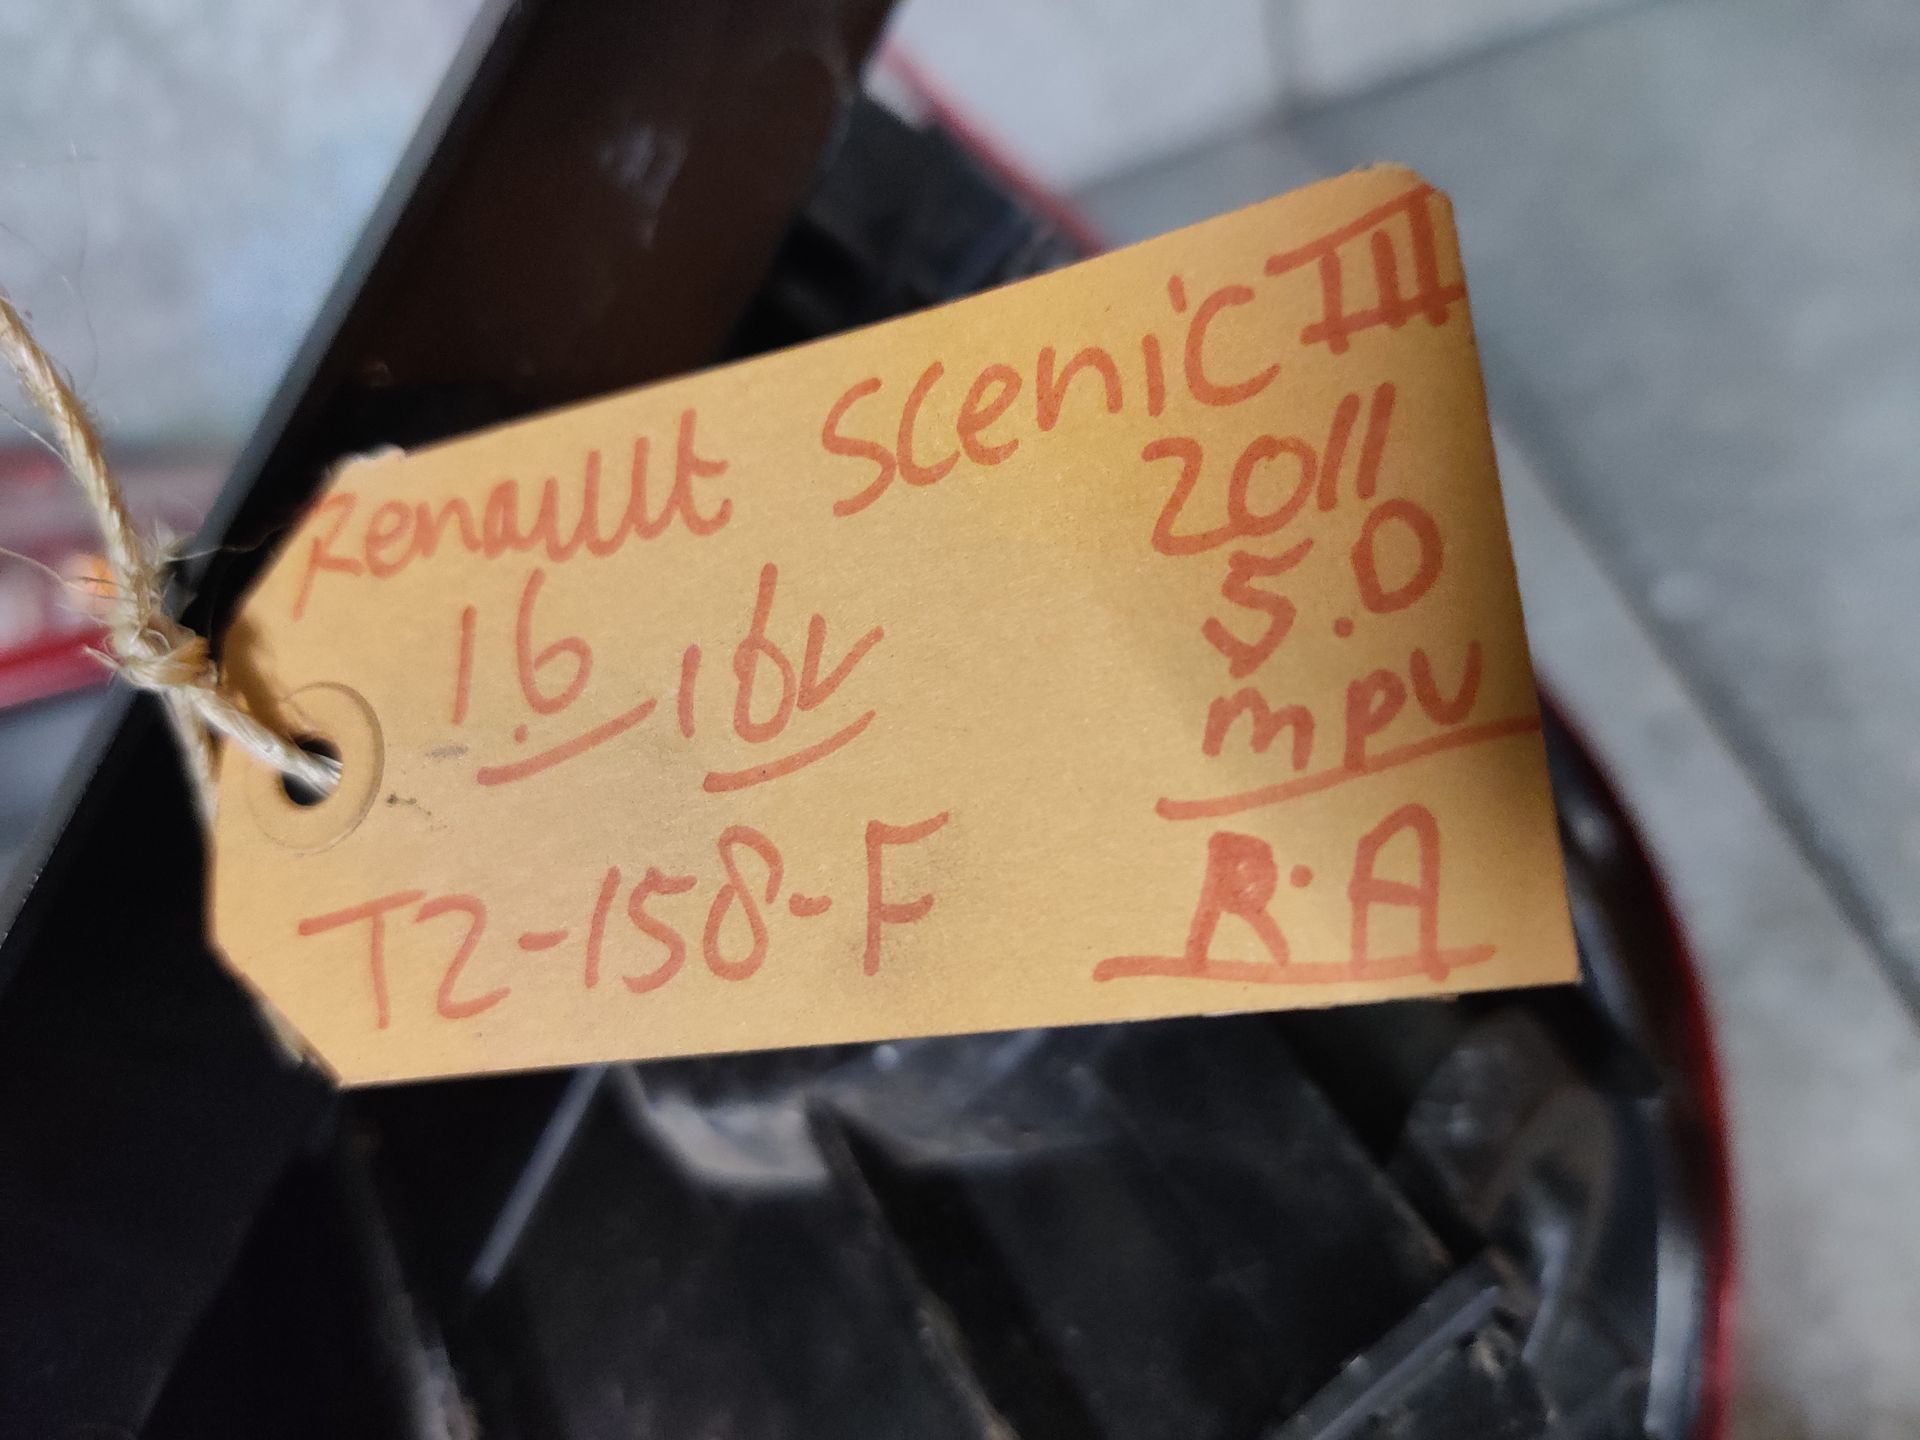 Renault Scenic III
1.6 16V 2011
5.0
mpv
T2-158-F R.A